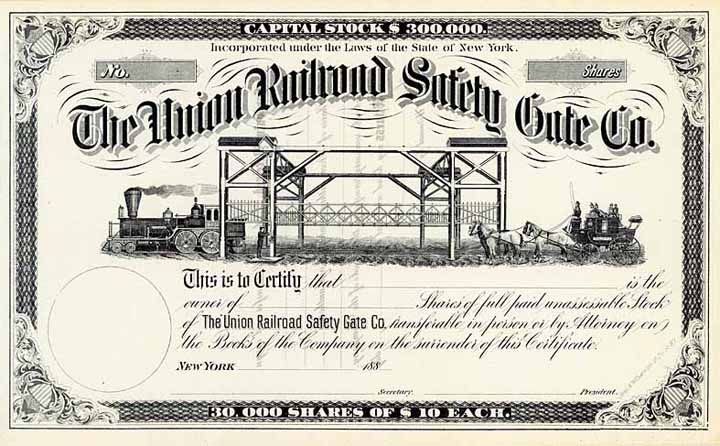 CAPITAL STOCK $ 300,000.
Incorporated under the Laws of the State of New York.
No.
Shares
The Union Railroad Safety Gate Co.
This is to Certify that is the
owner of Shares of full paid unassessable Stock
of The Union Railroad Safety Gate Co. transferable in person or by Attorney on
the Books of the Company on the surrender of this Certificate.
NEW YORK 188
Secretary. President.
30,000 SHARES OF $ 10 EACH.